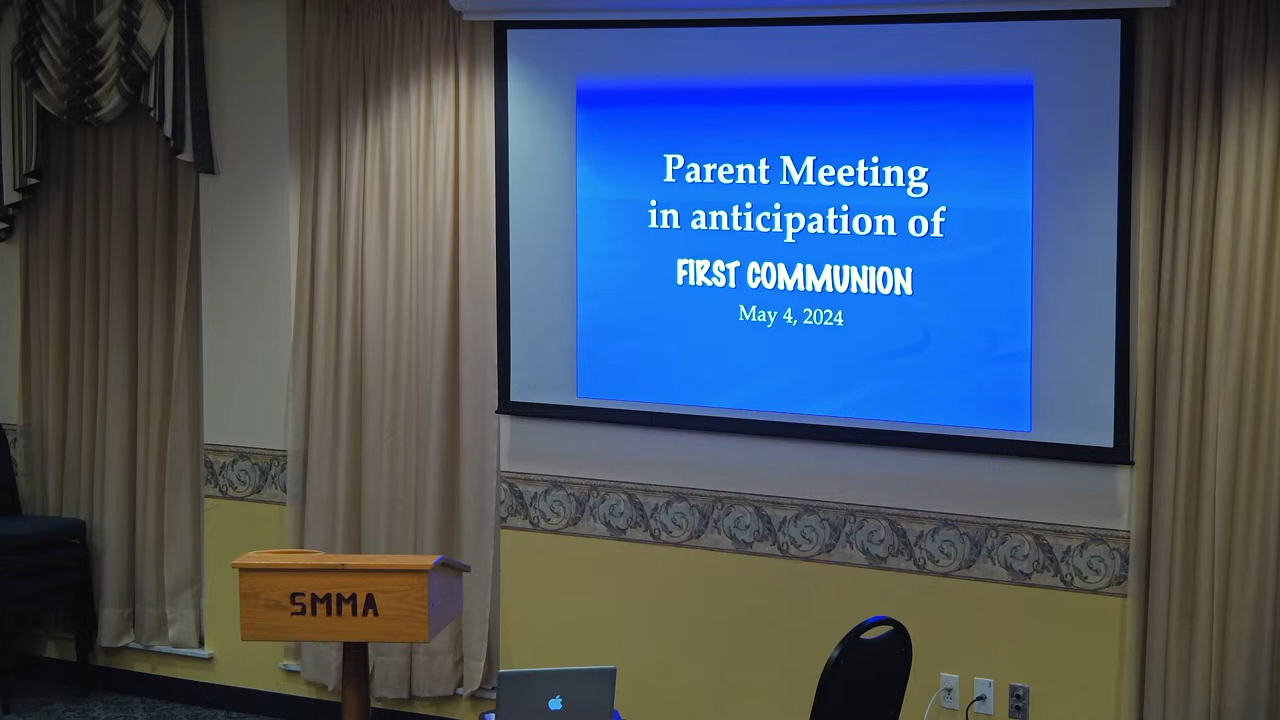 Parent Meeting
in anticipation of
FIRST COMMUNION
May 4, 2024
SMMA